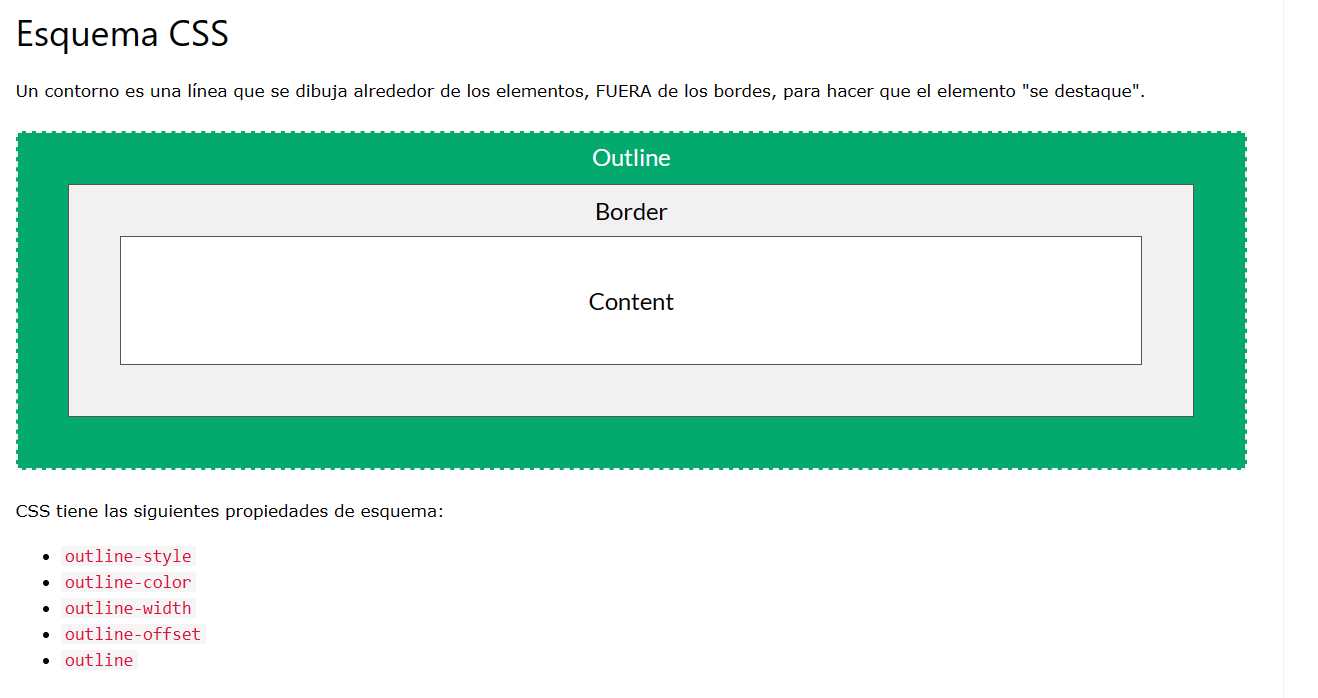 Esquema CSS
Un contorno es una línea que se dibuja alrededor de los elementos, FUERA de los bordes, para hacer que el elemento "se destaque".
Outline
Border
Content
CSS tiene las siguientes propiedades de esquema:
outline-style
outline-color
outline-width
outline-offset
outline